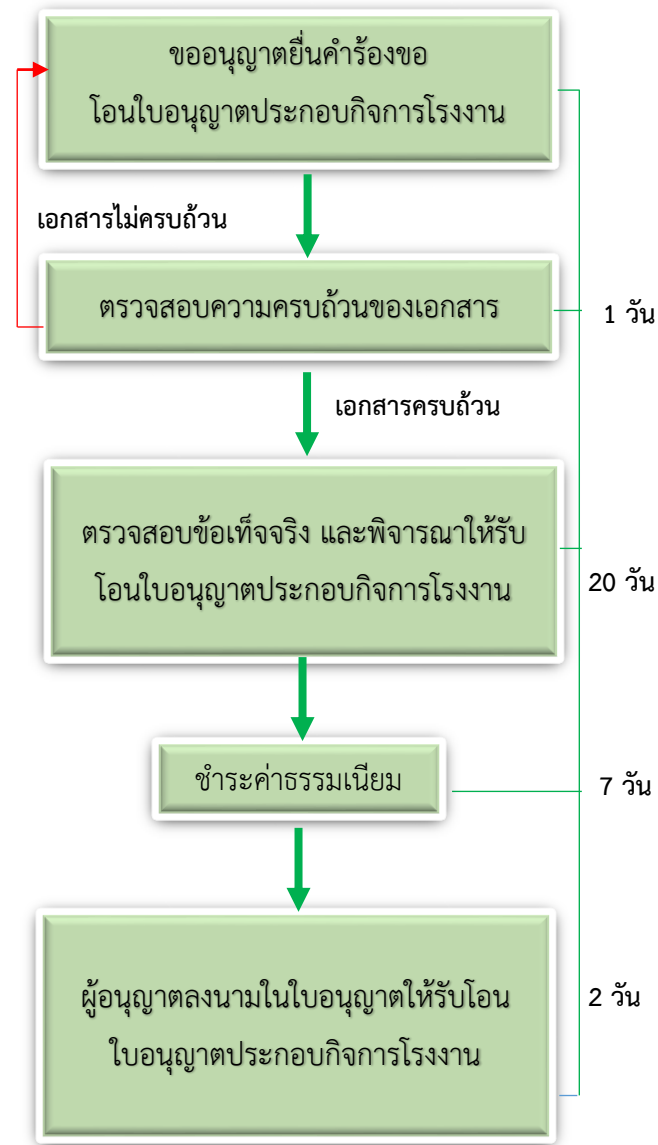 ขออนุญาตยื่นคำร้องขอ
โอนใบอนุญาตประกอบกิจการโรงงาน
เอกสารไม่ครบถ้วน
ตรวจสอบความครบถ้วนของเอกสาร
1 วัน
เอกสารครบถ้วน
ตรวจสอบข้อเท็จจริง และพิจารณาให้รับ
โอนใบอนุญาตประกอบกิจการโรงงาน
20 วัน
ชำระค่าธรรมเนียม
7 วัน
ผู้อนุญาตลงนามในใบอนุญาตให้รับโอน
ใบอนุญาตประกอบกิจการโรงงาน
2 วัน